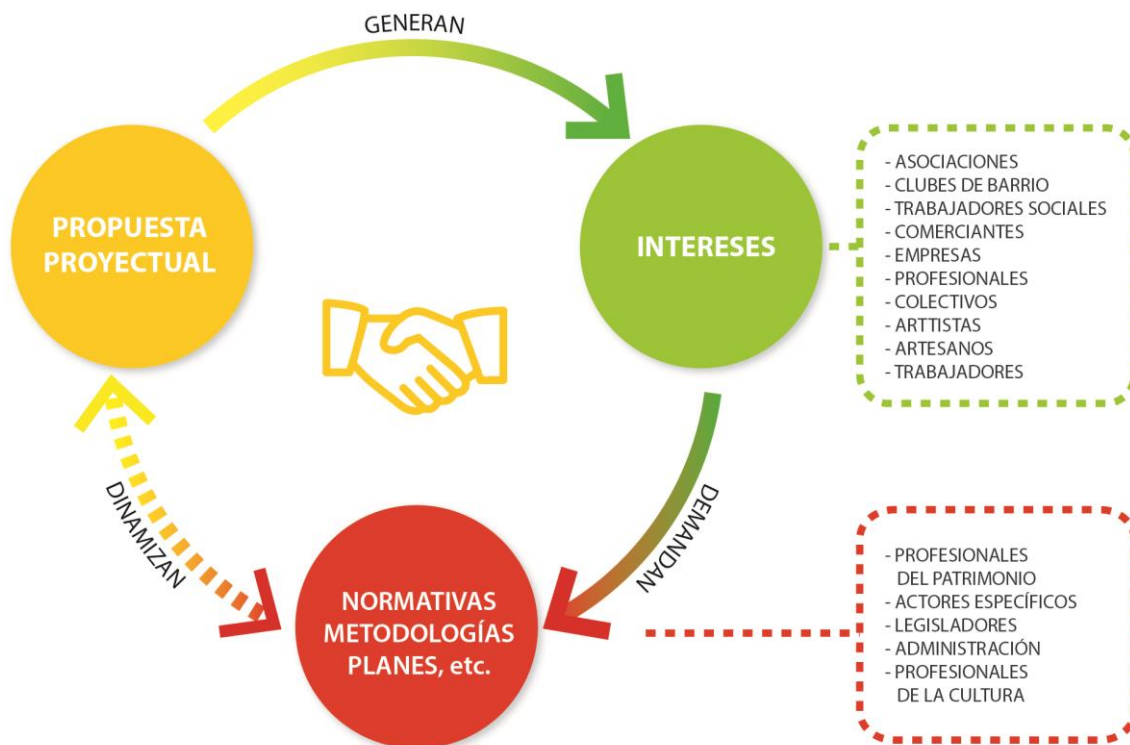 GENERAN
PROPUESTA
PROYECTUAL
INTERESES
- ASOCIACIONES
- CLUBES DE BARRIO
- TRABAJADORES SOCIALES
- COMERCIANTES
- EMPRESAS
- PROFESIONALES
- COLECTIVOS
- ARTTISTAS
- ARTESANOS
- TRABAJADORES
DINAMIZAN
DEMANDAN
NORMATIVAS
METODOLOGÍAS
PLANES, etc.
- PROFESIONALES
DEL PATRIMONIO
- ACTORES ESPECÍFICOS
- LEGISLADORES
- ADMINISTRACIÓN
- PROFESIONALES
DE LA CULTURA